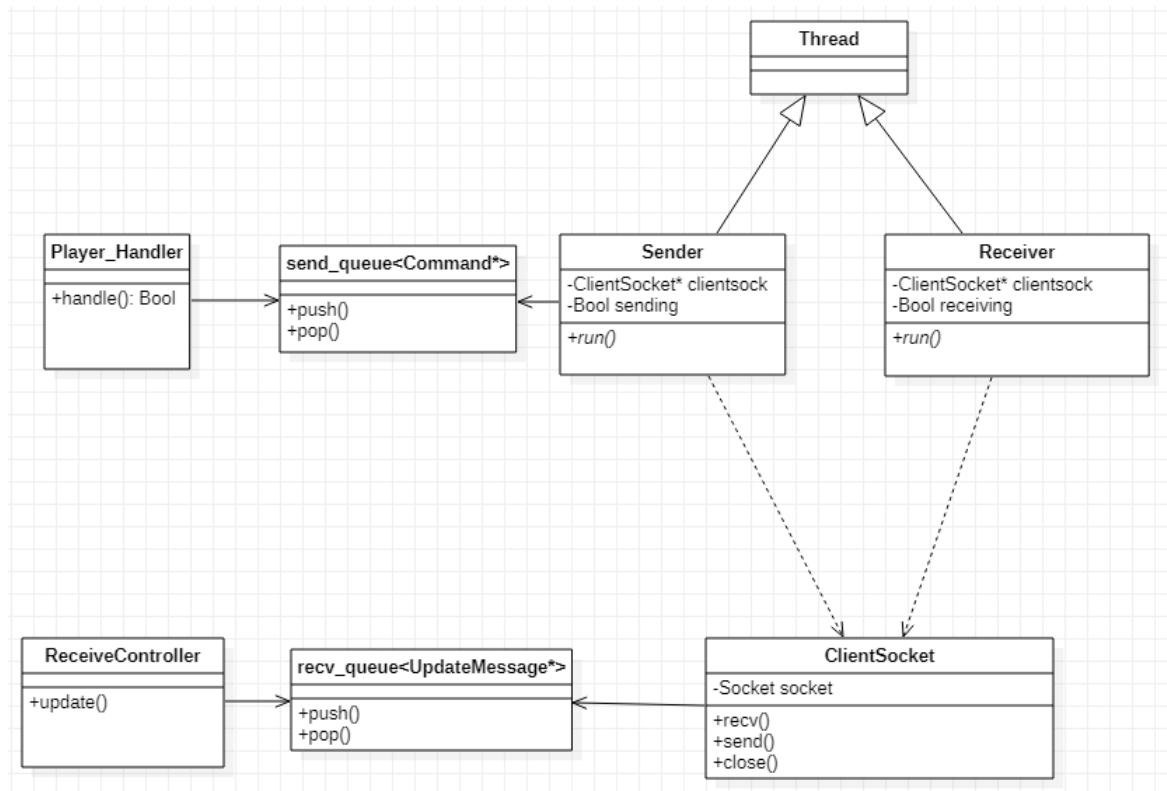 Thread
Player_Handler
+handle(): Bool
send_queue<Command*>
+push()
+pop()
Sender
-ClientSocket* clientsock
-Bool sending
+run()
Receiver
-ClientSocket* clientsock
-Bool receiving
+run()
ReceiveController
+update()
recv_queue<UpdateMessage*>
+push()
+pop()
ClientSocket
-Socket socket
+recv()
+send()
+close()